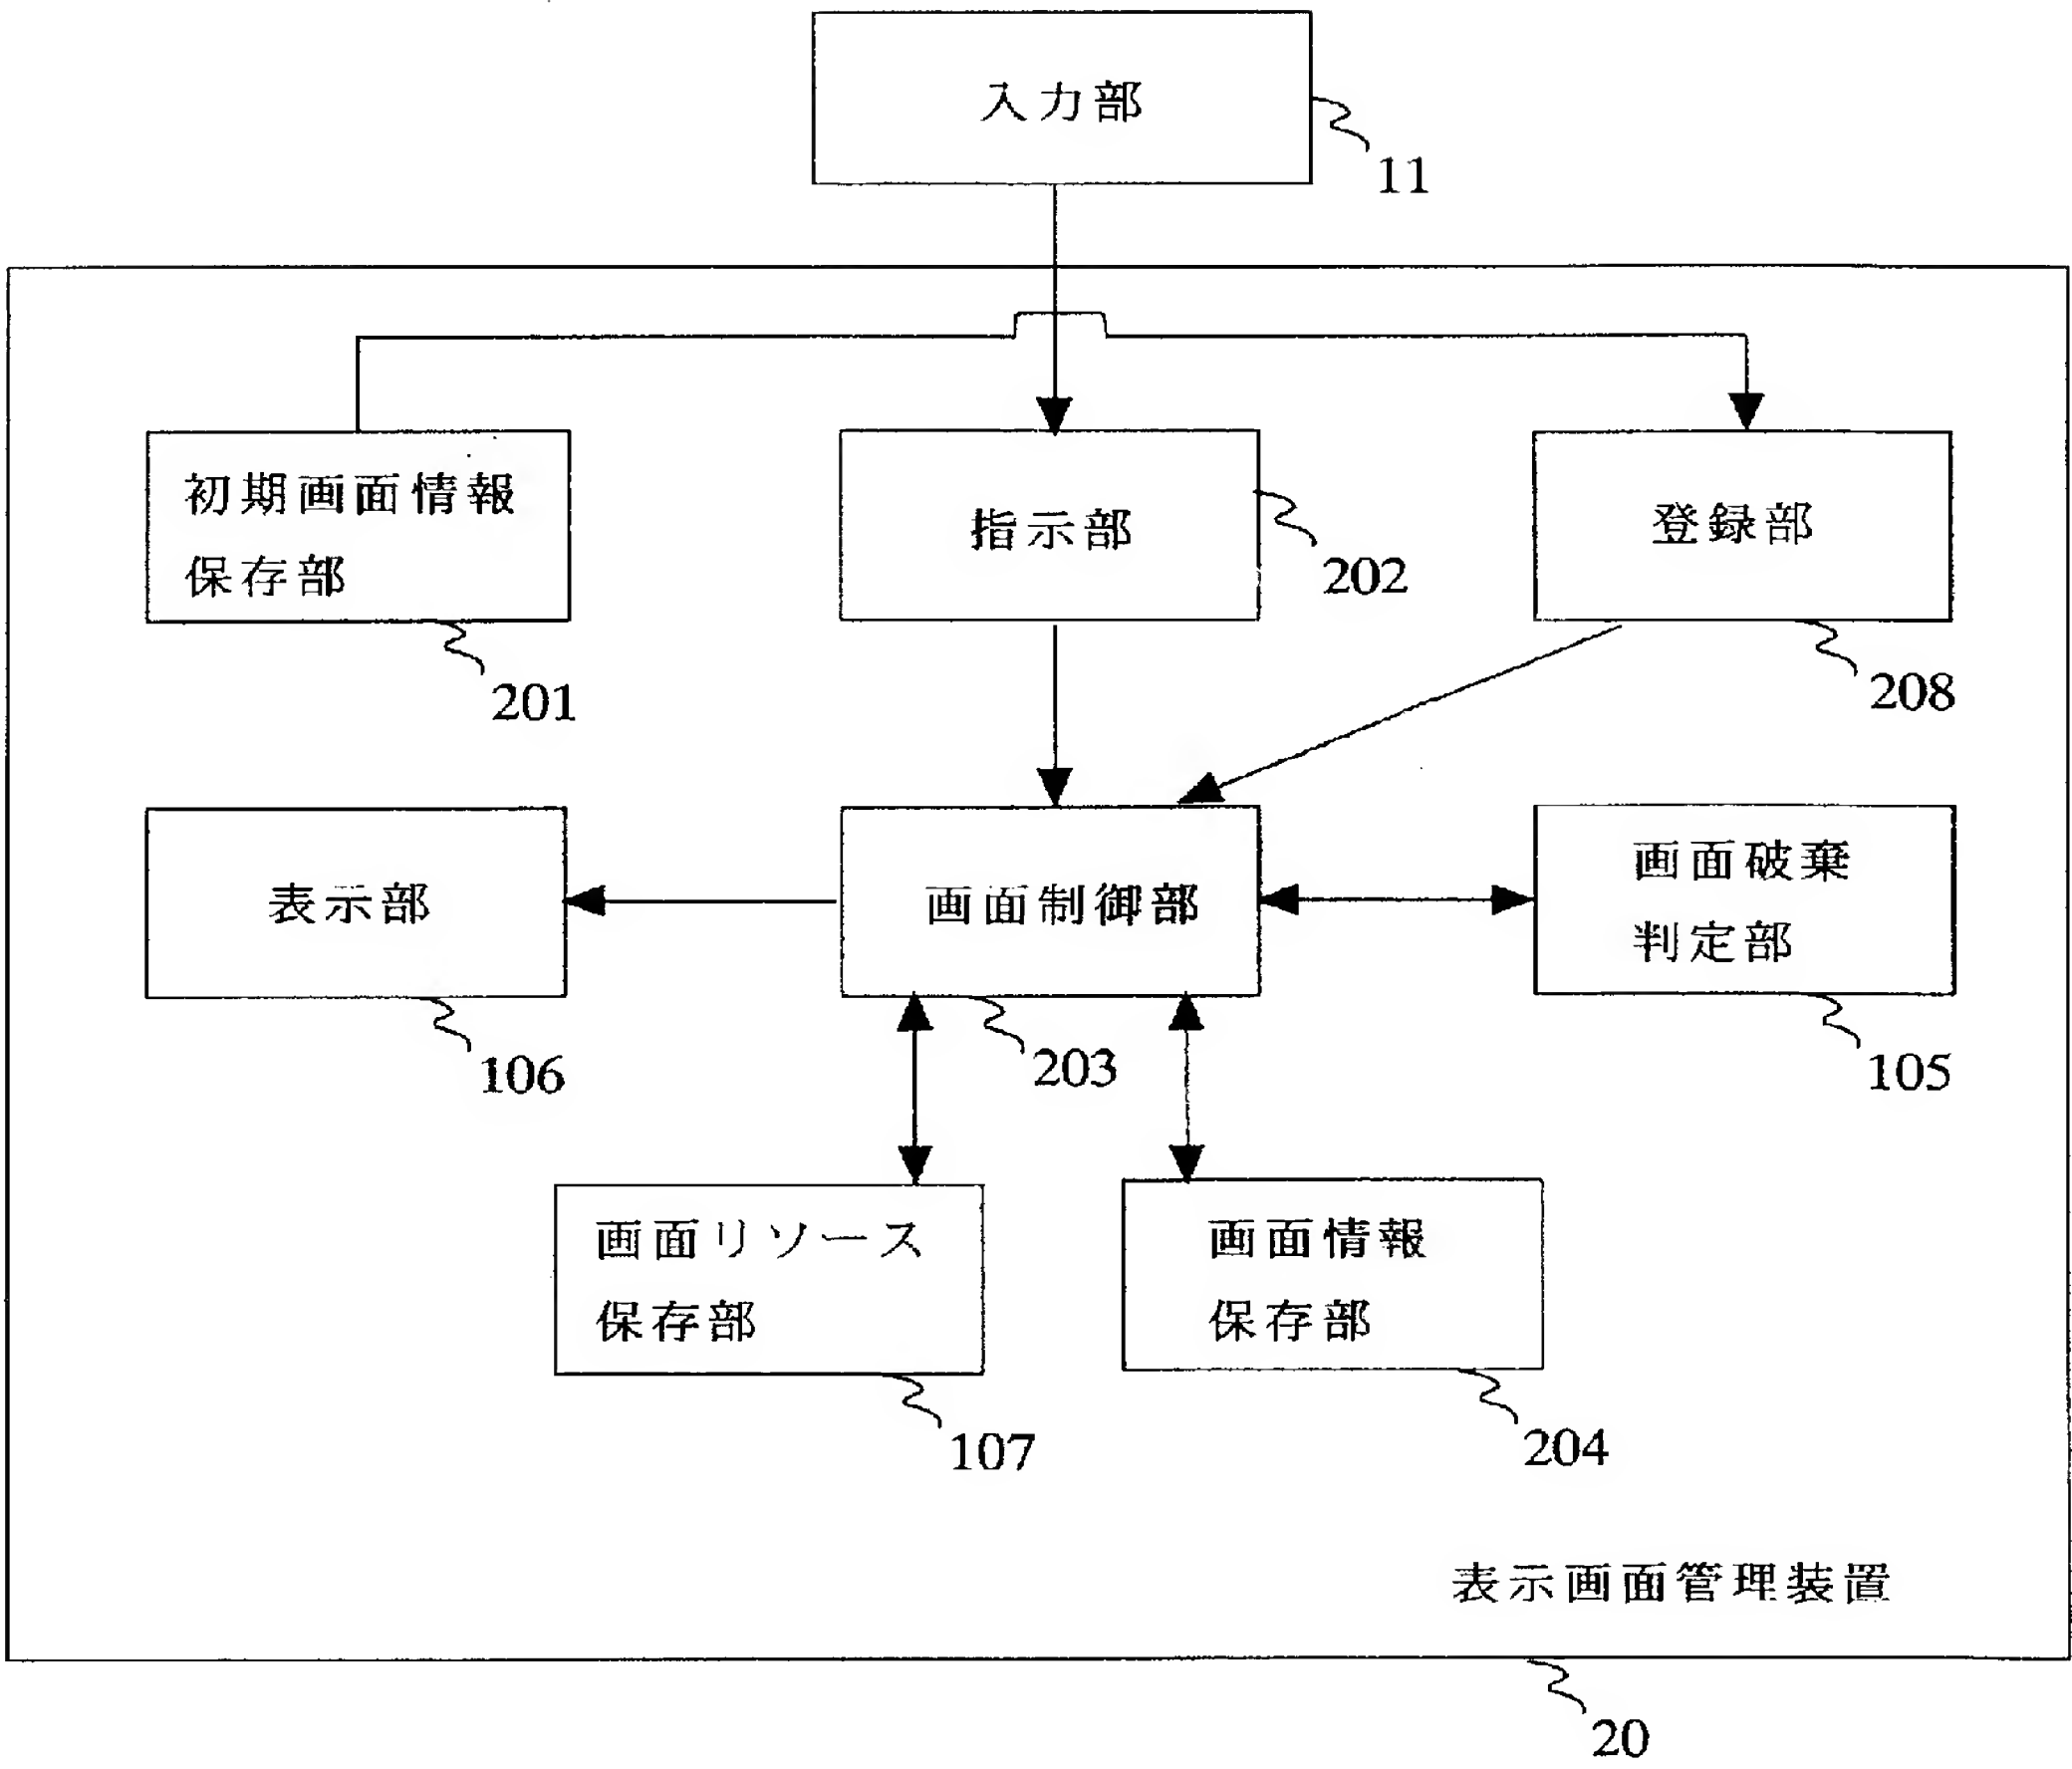 入力部
11
初期画面情報
保存部
201
指示部
202
登録部
208
表示部
106
画面制御部
203
画面破棄
判定部
105
画面リソース
保存部
107
画面情報
保存部
204
表示画面管理装置
20